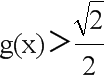 g(x) > √2/2